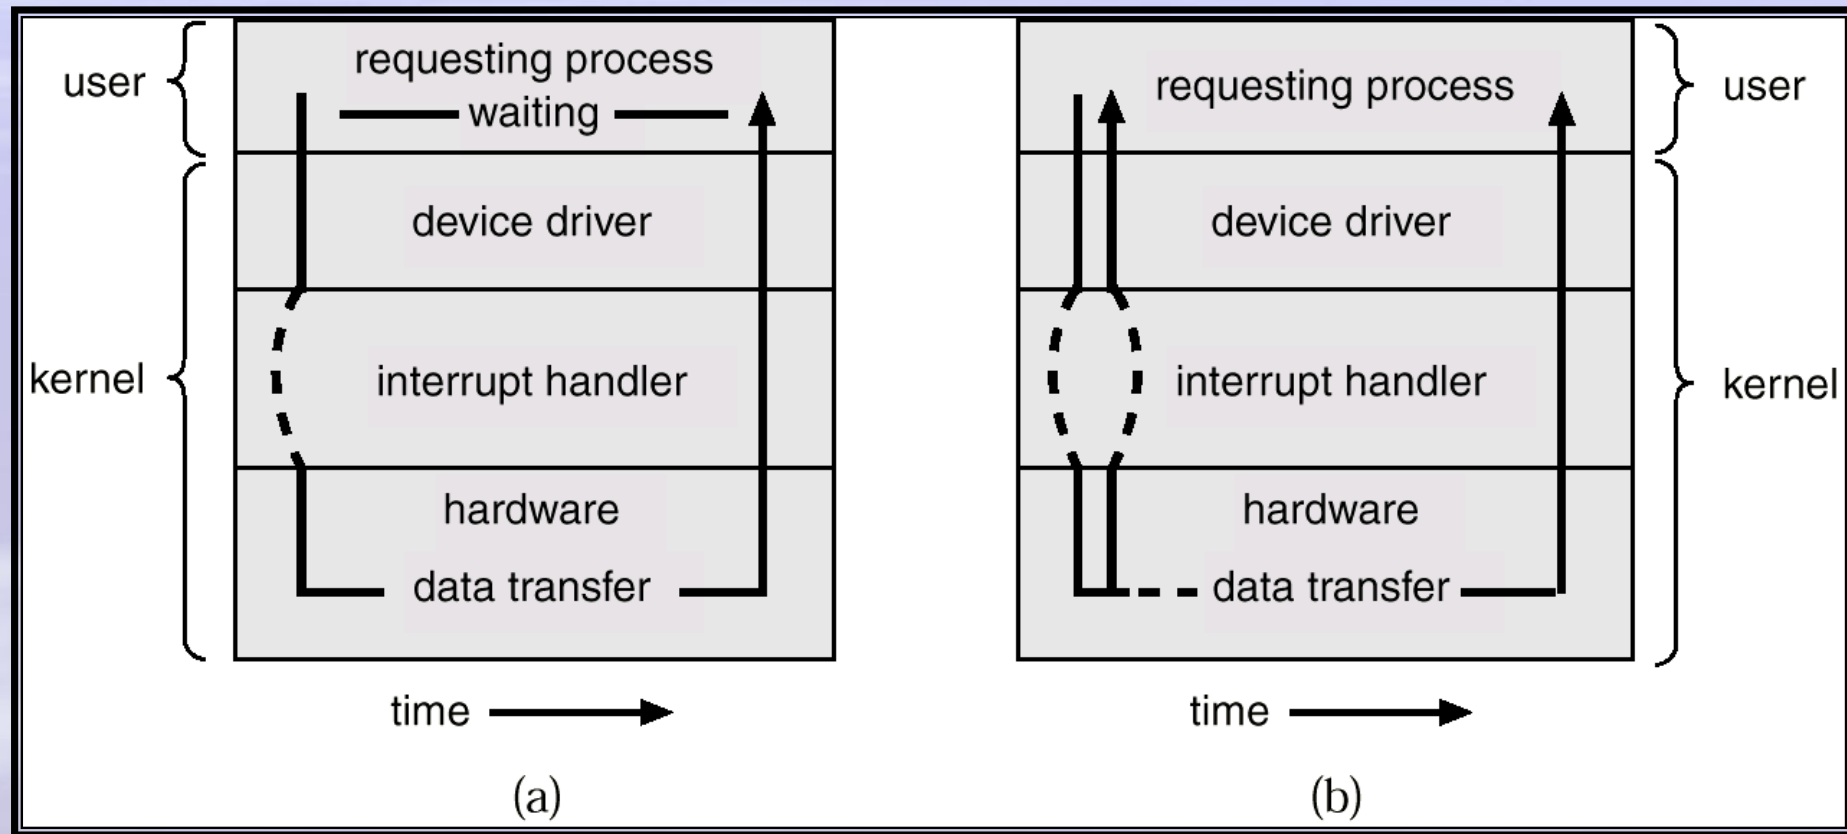 user
requesting process
waiting
device driver
kernel
interrupt handler
hardware
data transfer
time
(a)
requesting process
user
device driver
interrupt handler
kernel
hardware
data transfer
time
(b)